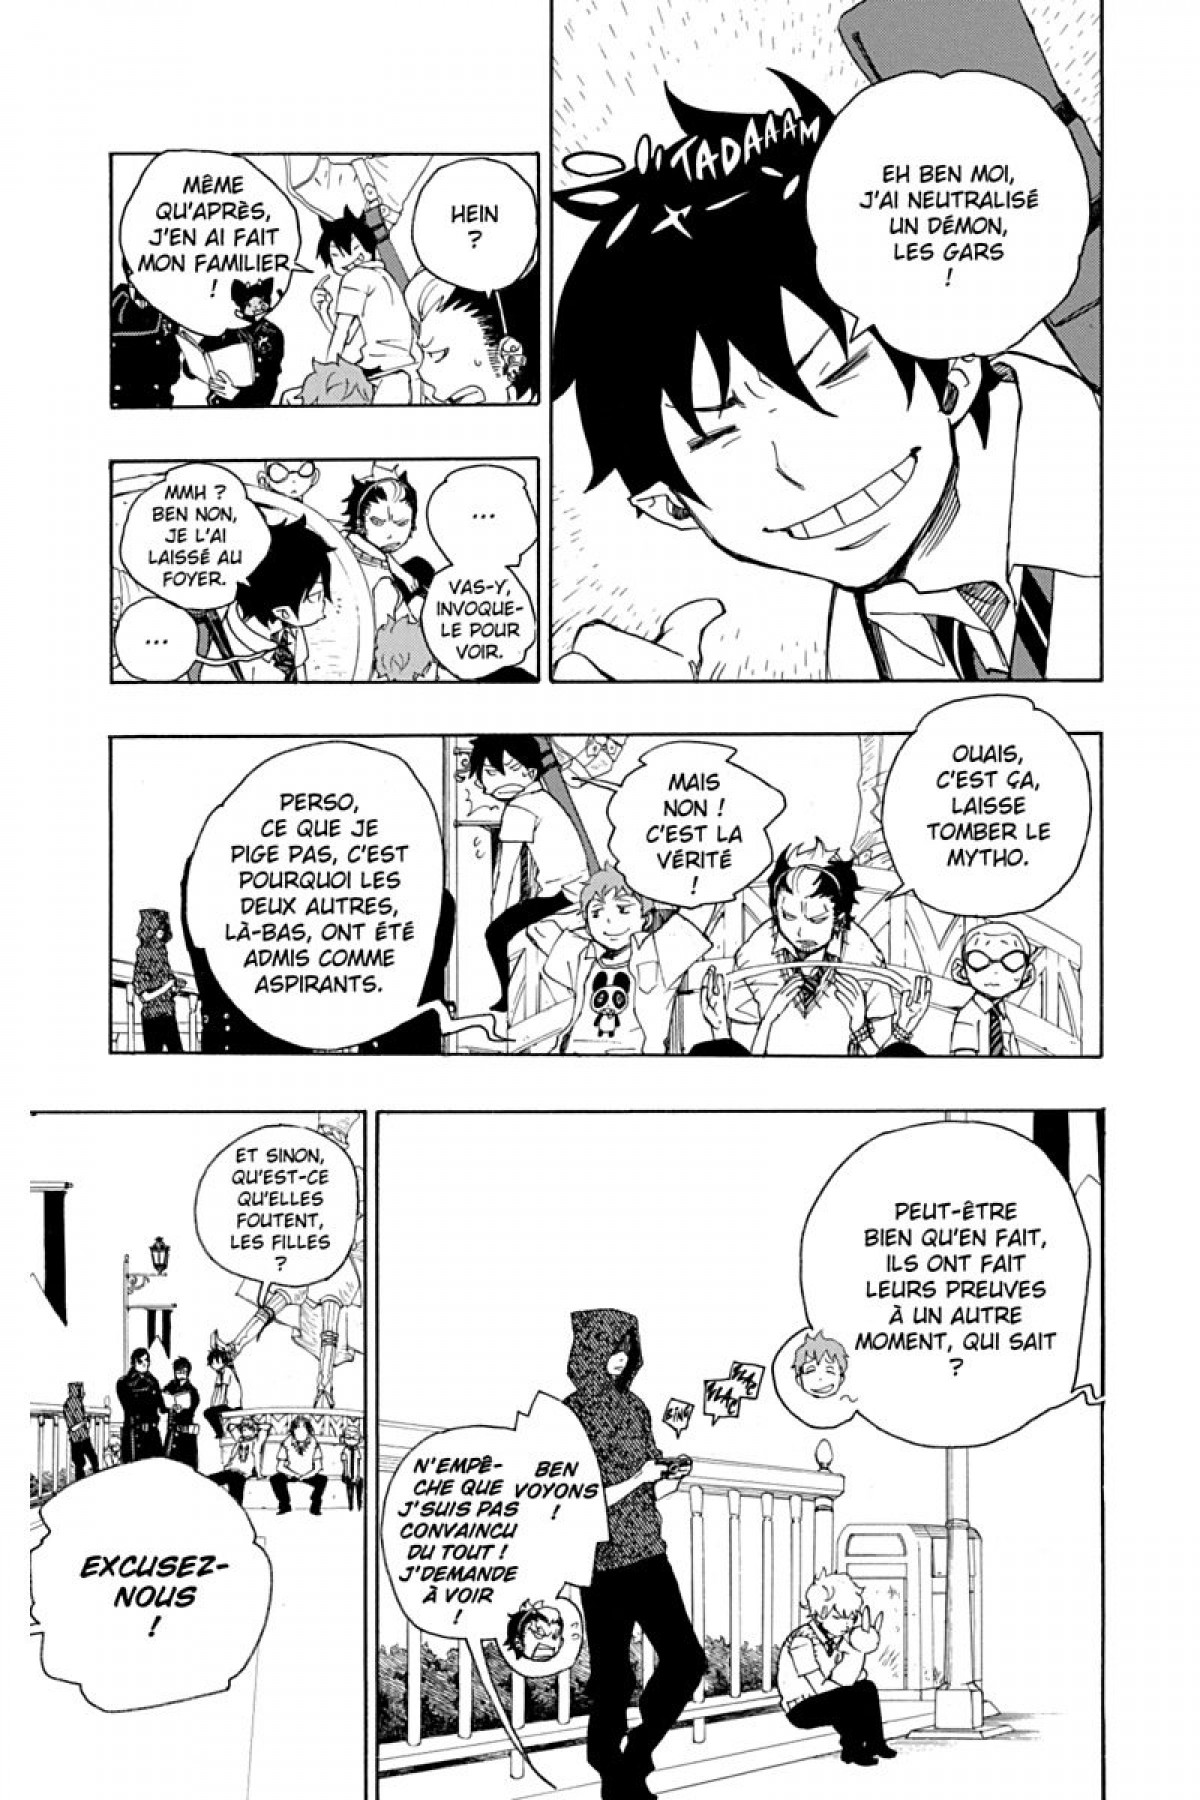 TADAAAAM
EH BEN MOI,
J'AI NEUTRALISÉ
UN DÉMON,
LES GARS
!
HEIN
?
MÊME
QU'APRÈS,
J'EN AI FAIT
MON FAMILIER
!
...
VAS-Y,
INVOQUE-
LE POUR
VOIR.
MMH ?
BEN NON,
JE L'AI
LAISSÉ AU
FOYER.
...
OUAIS,
C'EST ÇA,
LAISSE
TOMBER LE
MYTHO.
MAIS
NON !
C'EST LA
VÉRITÉ
!
PERSO,
CE QUE JE
PIGE PAS, C'EST
POURQUOI LES
DEUX AUTRES,
LÀ-BAS, ONT ÉTÉ
ADMIS COMME
ASPIRANTS.
PEUT-ÊTRE
BIEN QU'EN FAIT,
ILS ONT FAIT
LEURS PREUVES
À UN AUTRE
MOMENT, QUI SAIT
?
KLAC
KLAC
BING
BEN
VOYONS
!
N'EMPÊ-
CHE QUE
J'SUIS PAS
CONVAINCU
DU TOUT !
J'DEMANDE
À VOIR
!
ET SINON,
QU'EST-CE
QU'ELLES
FOUTENT,
LES FILLES
?
EXCUSEZ-
NOUS
!